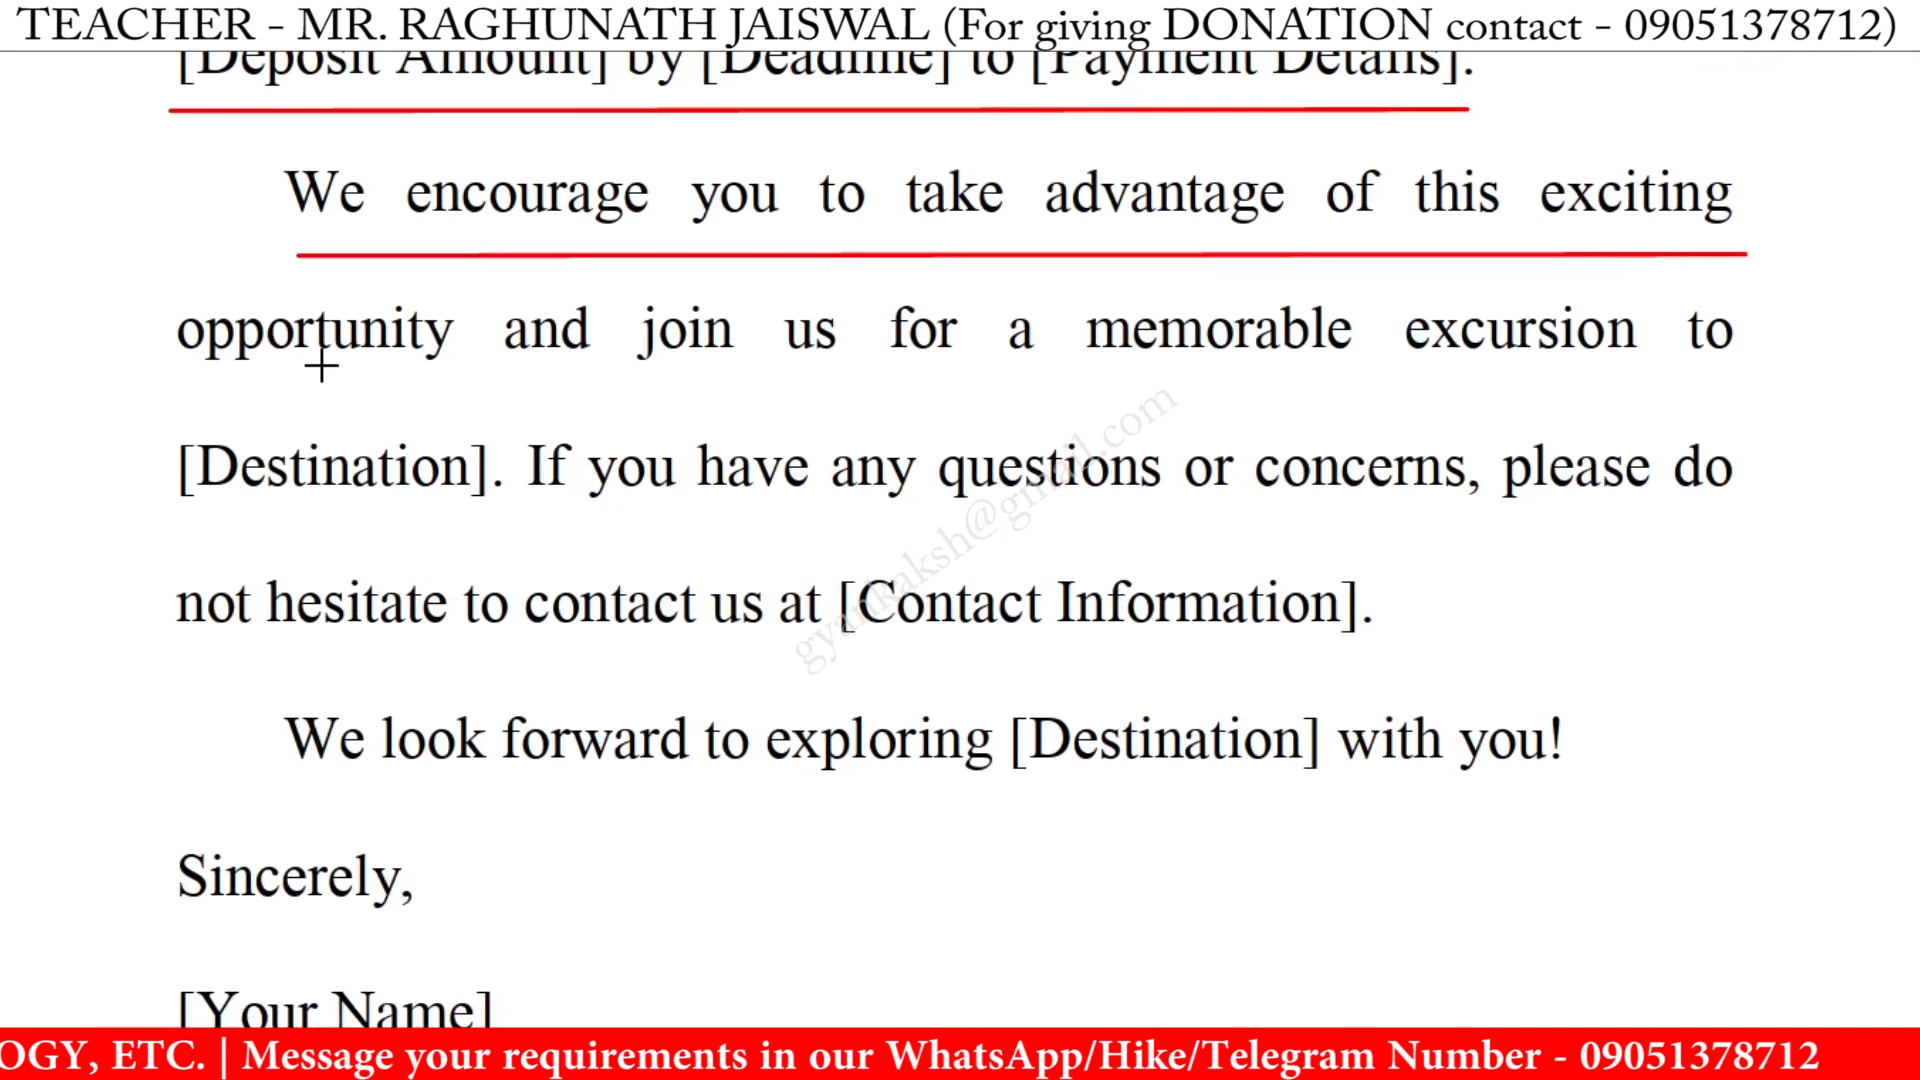 TEACHER - MR. RAGHUNATH JAISWAL (For giving DONATION contact - 09051378712)
[Deposit Amount] by [Deadline] to [Payment Details].
We encourage you to take advantage of this exciting
opportunity and join us for a memorable excursion to
[Destination]. If you have any questions or concerns, please do
not hesitate to contact us at [Contact Information].
gyankaksh@gmail.com
We look forward to exploring [Destination] with you!
Sincerely,
[Your Name]
OGY, ETC. | Message your requirements in our WhatsApp/Hike/Telegram Number - 09051378712